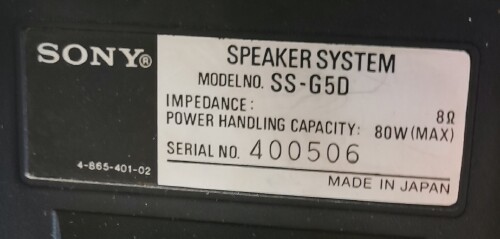 SONY®
SPEAKER SYSTEM
MODEL NO. SS-G5D
IMPEDANCE: 8Ω
POWER HANDLING CAPACITY: 80W (MAX)
SERIAL NO. 400506
4-865-401-02
MADE IN JAPAN